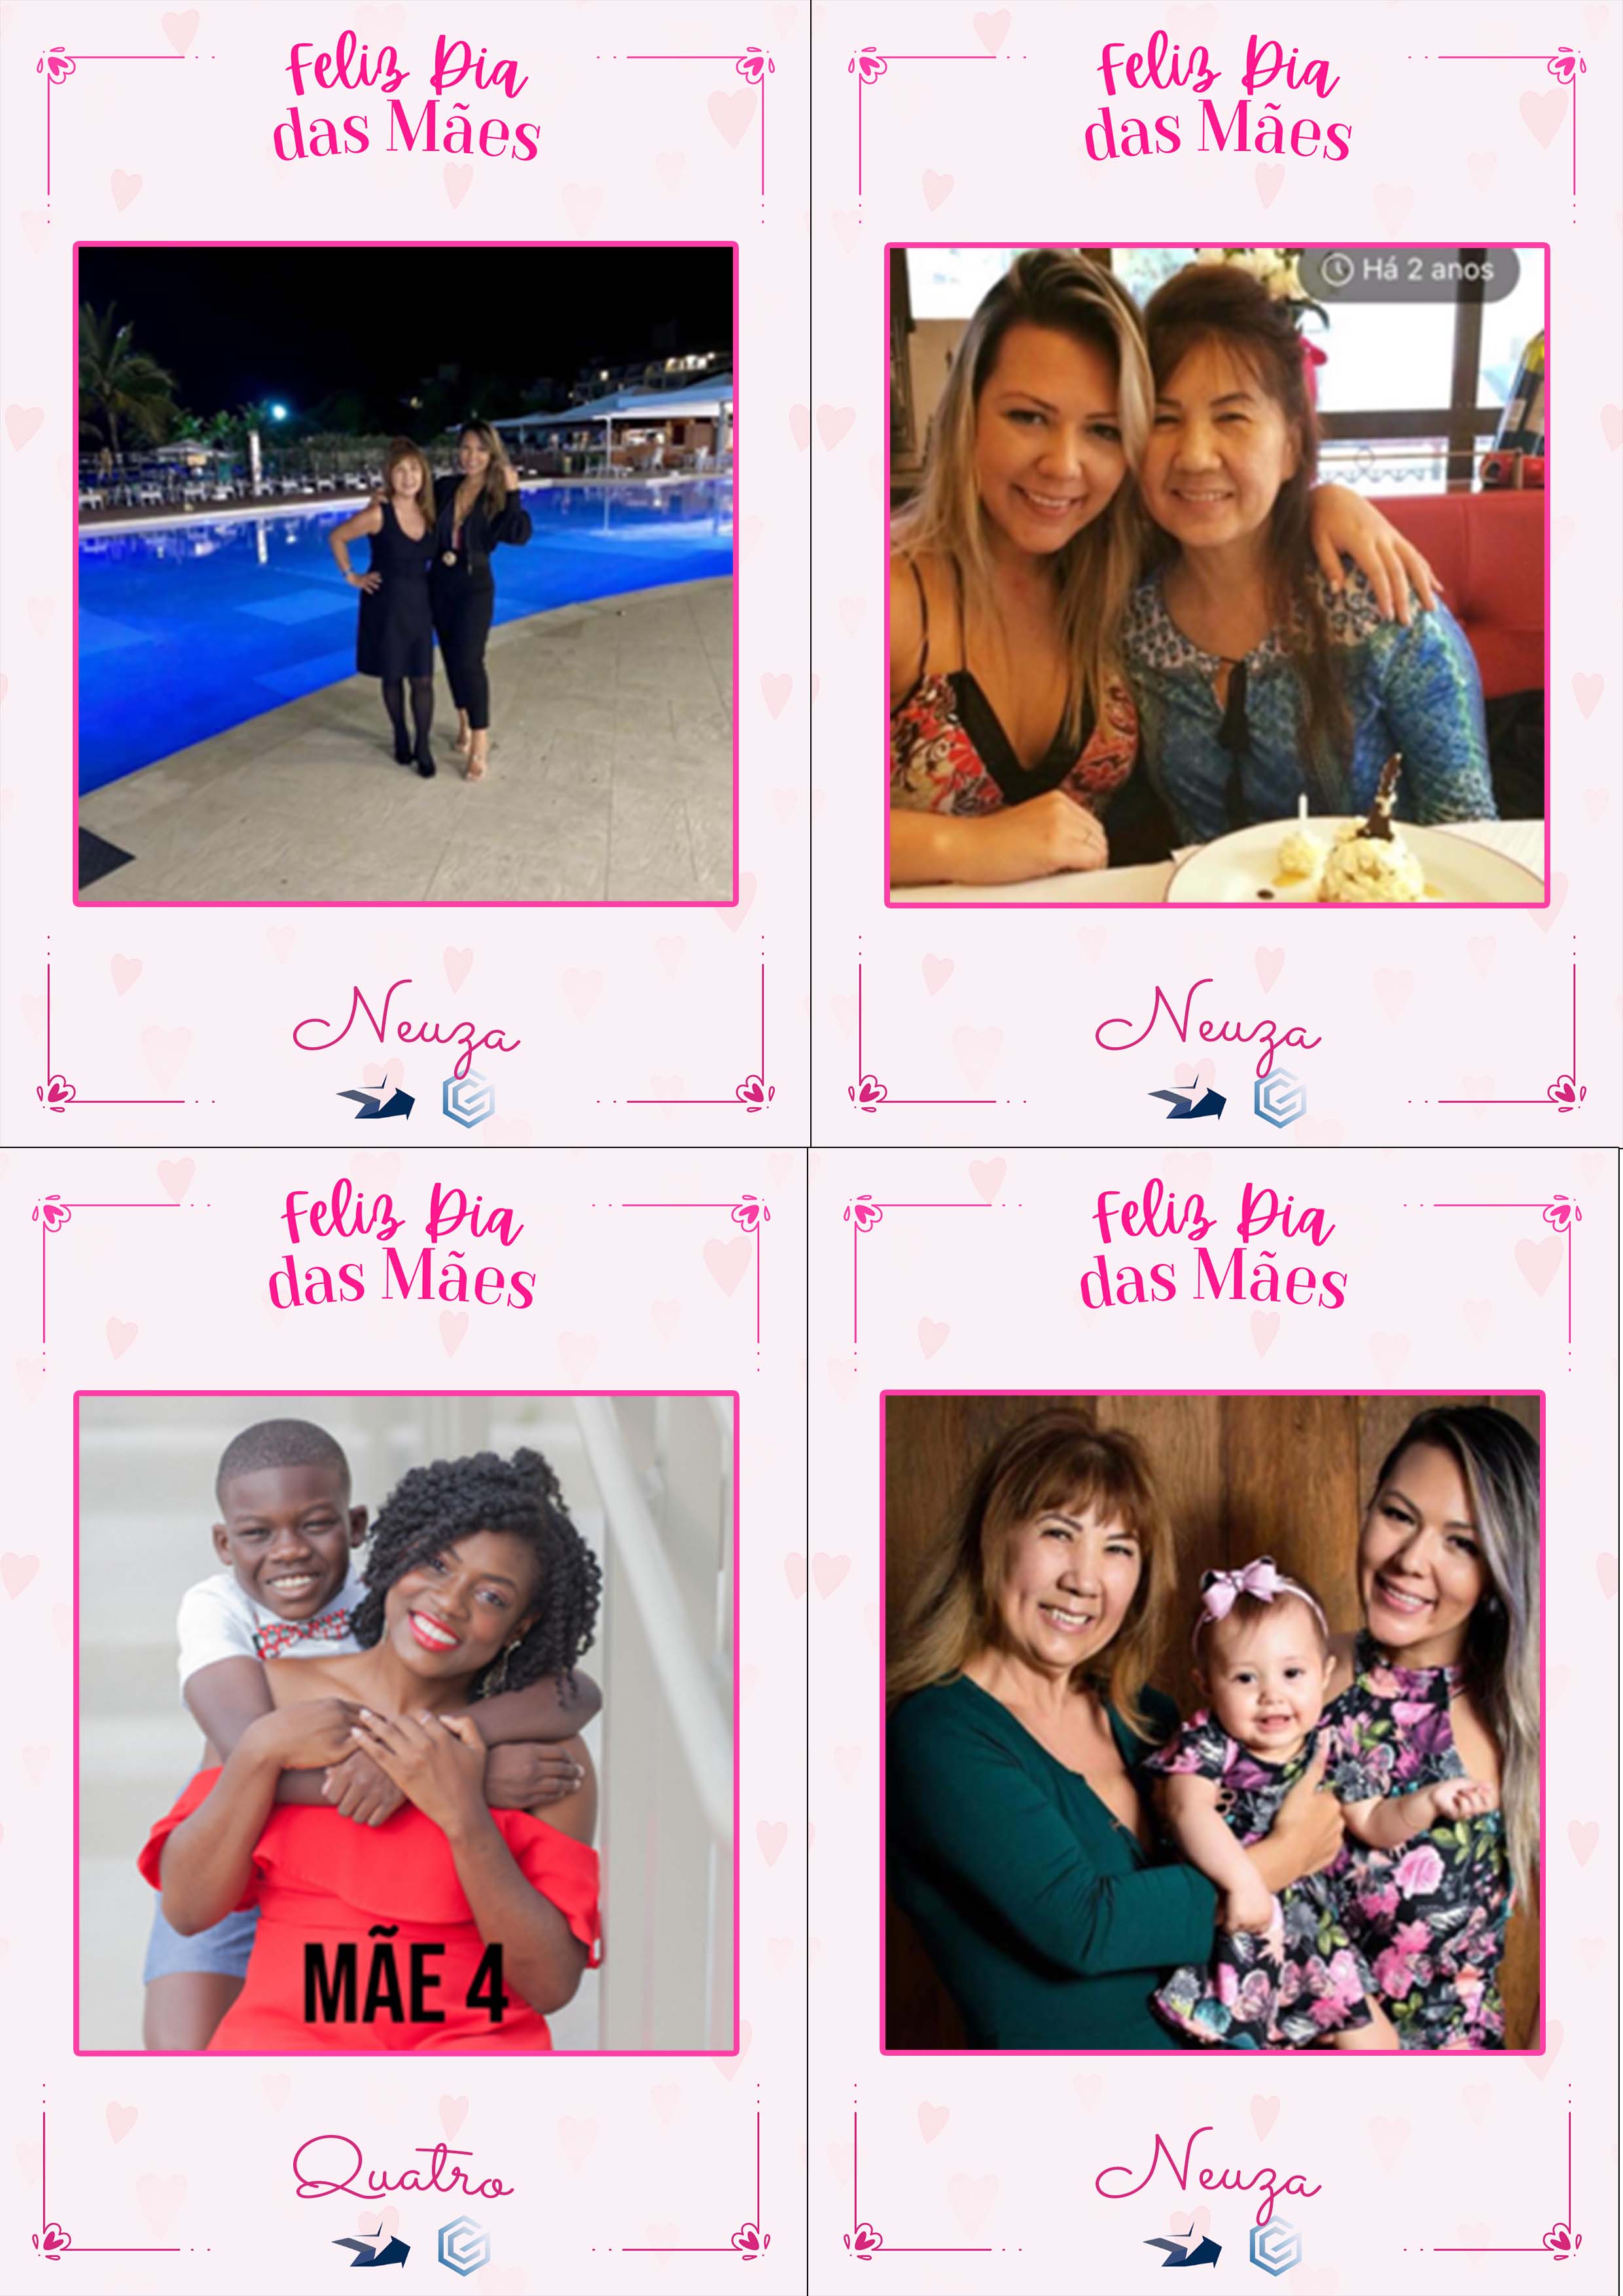 Feliz Dia
das Mães
Neuza
Feliz Dia
das Mães
Há 2 anos
Neuza
Feliz Dia
das Mães
MÃE 4
Quatro
Feliz Dia
das Mães
Neuza